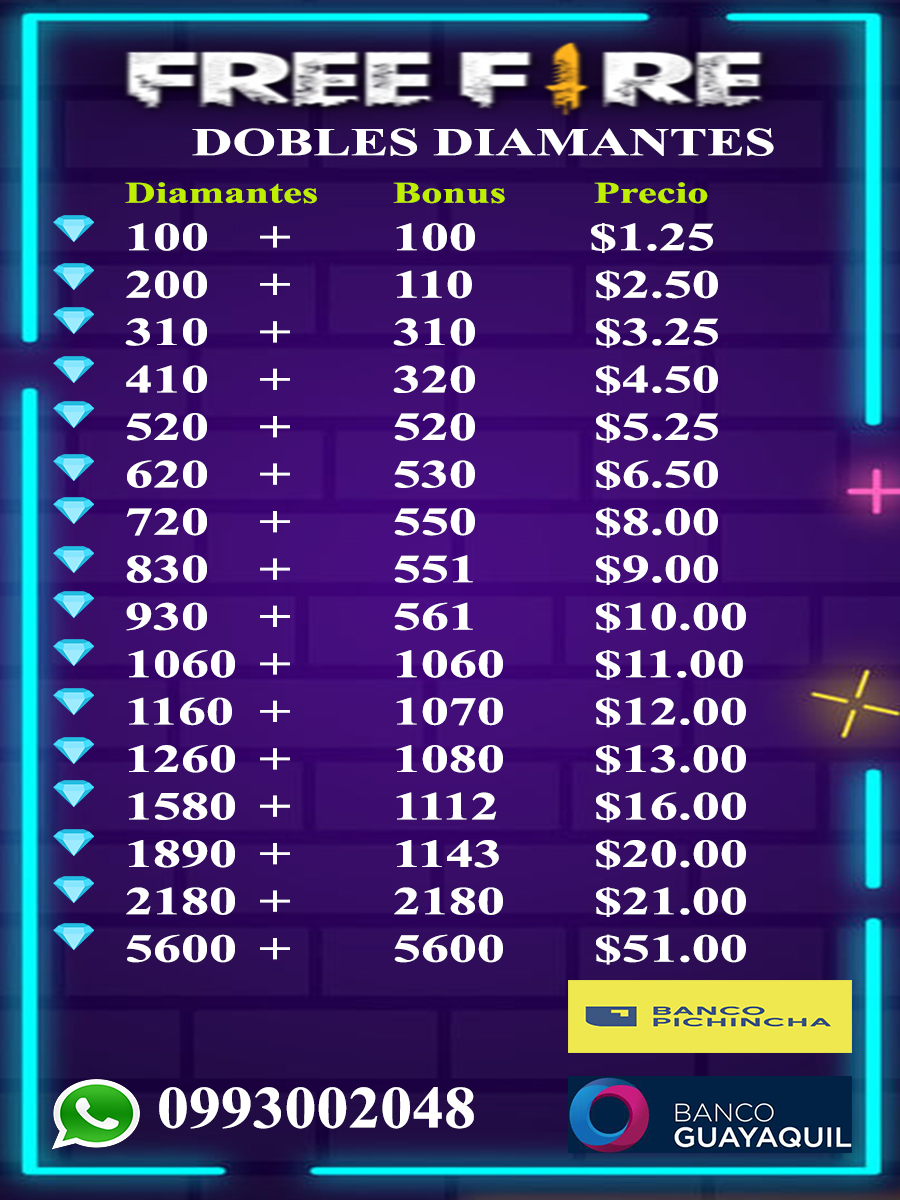 FREE FIRE
DOBLES DIAMANTES
Diamantes Bonus Precio
100 + 100 $1.25
200 + 110 $2.50
310 + 310 $3.25
410 + 320 $4.50
520 + 520 $5.25
620 + 530 $6.50
720 + 550 $8.00
830 + 551 $9.00
930 + 561 $10.00
1060 + 1060 $11.00
1160 + 1070 $12.00
1260 + 1080 $13.00
1580 + 1112 $16.00
1890 + 1143 $20.00
2180 + 2180 $21.00
5600 + 5600 $51.00
BANCO
PICHINCHA
0993002048
BANCO
GUAYAQUIL